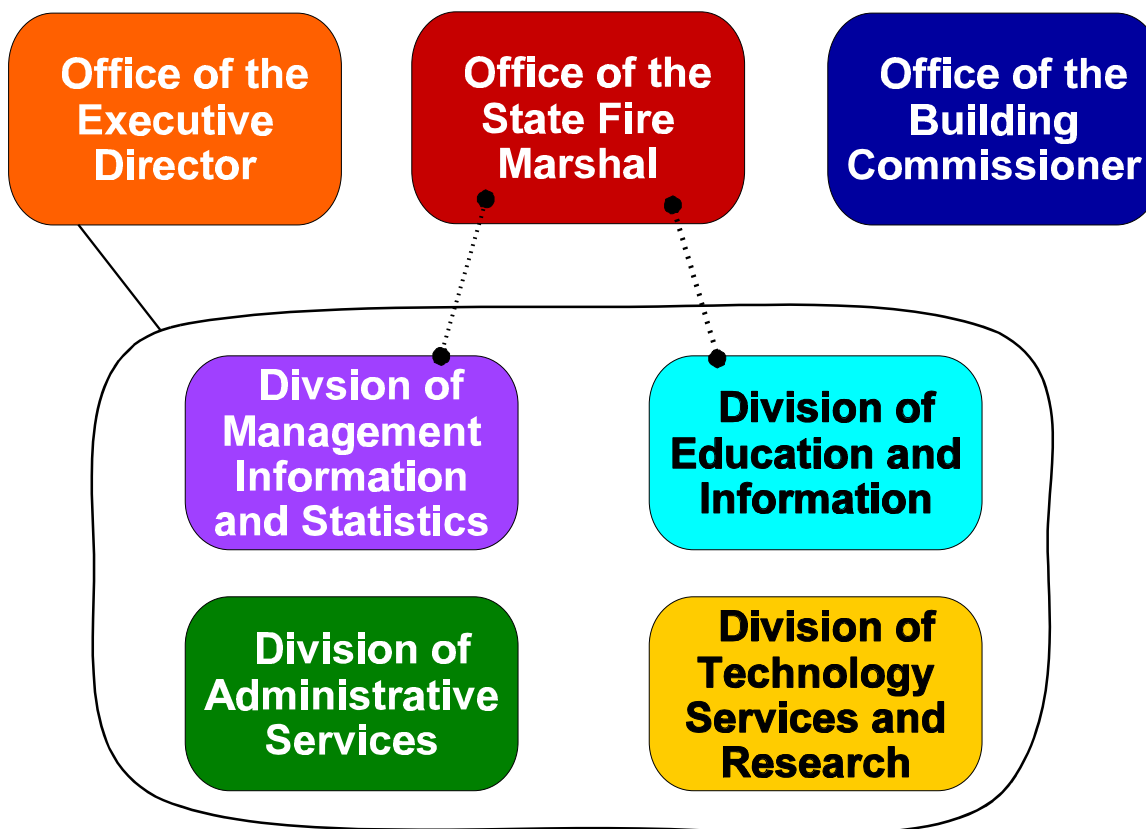 Office of the
Executive
Director
Office of the
State Fire
Marshal
Office of the
Building
Commissioner
Divsion of
Management
Information
and Statistics
Division of
Education and
Information
Division of
Administrative
Services
Division of
Technology
Services and
Research